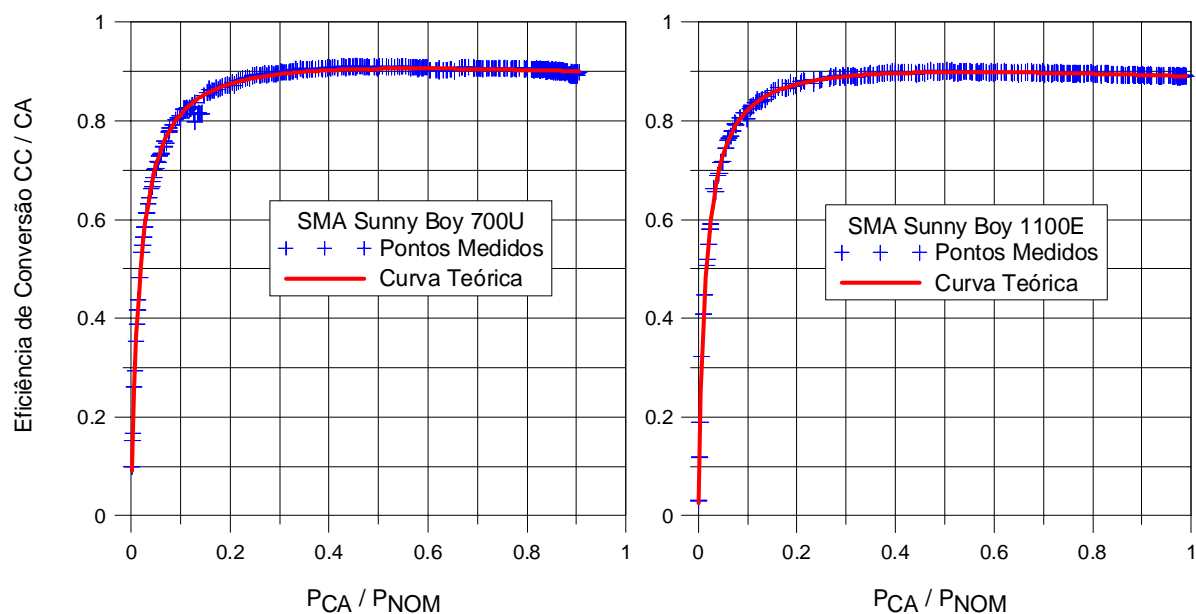 Eficiência de Conversão CC / CA
1
0.8
0.6
0.4
0.2
0
0
0.2
0.4
0.6
0.8
1
PCA / PNOM
SMA Sunny Boy 700U
Pontos Medidos
Curva Teórica
1
0.8
0.6
0.4
0.2
0
0
0.2
0.4
0.6
0.8
1
PCA / PNOM
SMA Sunny Boy 1100E
Pontos Medidos
Curva Teórica